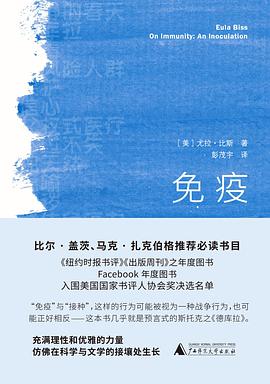 Eula Biss
On Immunity: An Inoculation
［美］尤拉·比斯 著
彭茂宇 译
免疫
比尔·盖茨、马克·扎克伯格推荐必读书目
《纽约时报书评》《出版周刊》之年度图书
Facebook 年度图书
入围美国国家书评人协会奖决选名单
“免疫”与“接种”，这样的行为可能被视为一种战争行为，也可
能正好相反——这本书几乎就是预言式的斯托克之《德库拉》。
充满理性和优雅的力量
仿佛在科学与文学的接壤处生长
广西师范大学出版社